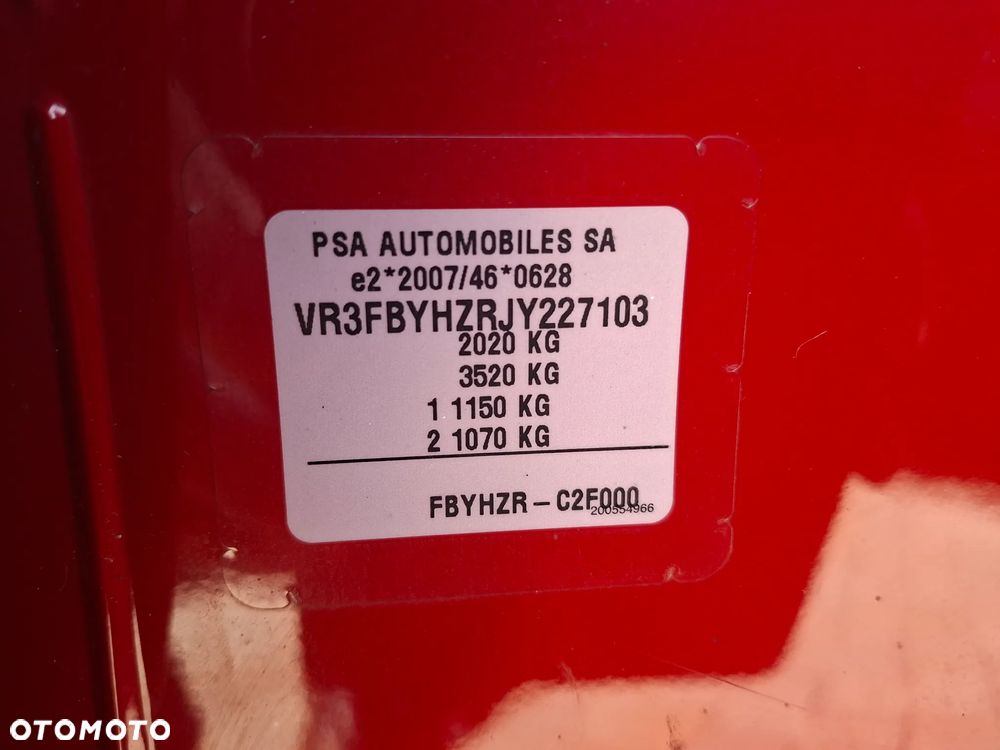 PSA AUTOMOBILES SA
e2*2007/46*0628
VR3FBYHZRJY227103
2020 KG
3520 KG
1 1150 KG
2 1070 KG
FBYHZR - C2F000
200554966
OTOMOTO